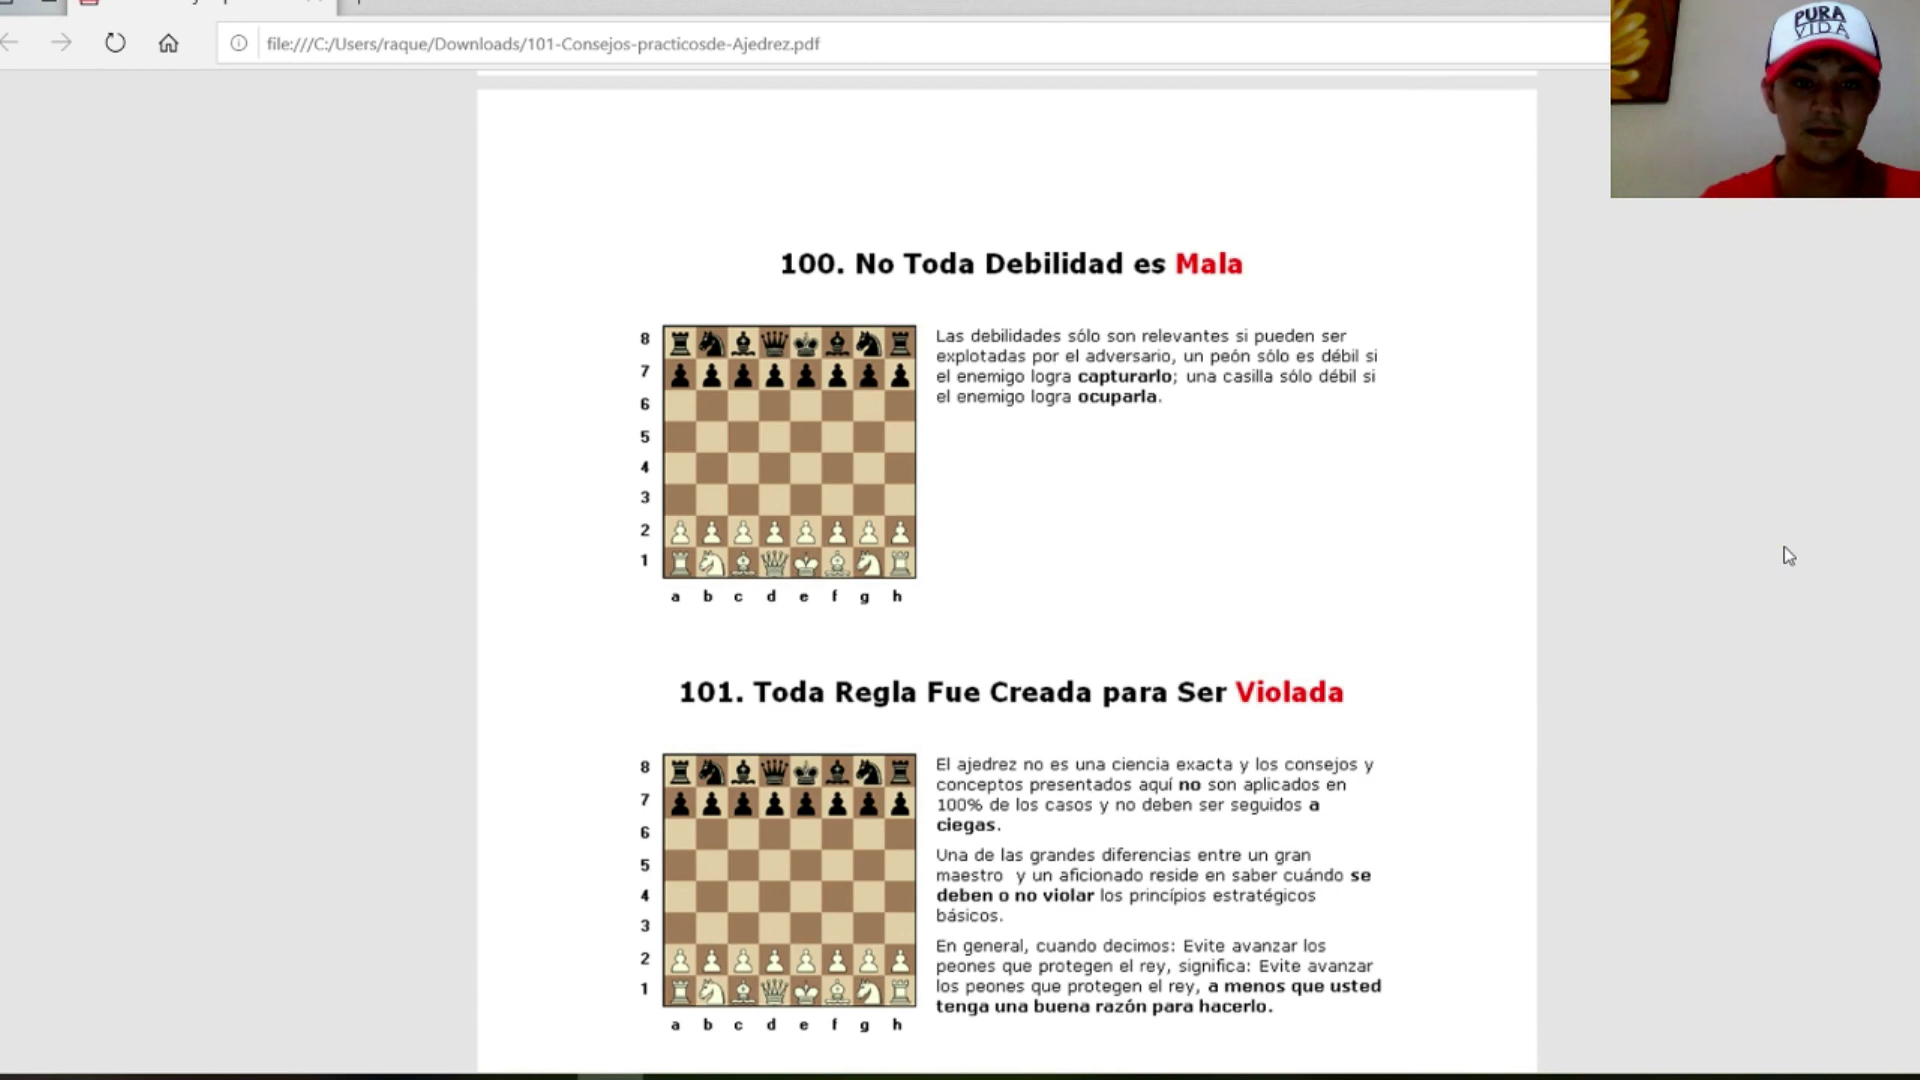 file:///C:/Users/raque/Downloads/101-Consejos-practicosde-Ajedrez.pdf
PURA
VIDA
100. No Toda Debilidad es Mala
8
7
6
5
4
3
2
1
a b c d e f g h
Las debilidades sólo son relevantes si pueden ser
explotadas por el adversario, un peón sólo es débil si
el enemigo logra capturarlo; una casilla sólo débil si
el enemigo logra ocuparla.
101. Toda Regla Fue Creada para Ser Violada
8
7
6
5
4
3
2
1
a b c d e f g h
El ajedrez no es una ciencia exacta y los consejos y
conceptos presentados aquí no son aplicados en
100% de los casos y no deben ser seguidos a
ciegas.
Una de las grandes diferencias entre un gran
maestro y un aficionado reside en saber cuándo se
deben o no violar los princípios estratégicos
básicos.
En general, cuando decimos: Evite avanzar los
peones que protegen el rey, significa: Evite avanzar
los peones que protegen el rey, a menos que usted
tenga una buena razón para hacerlo.